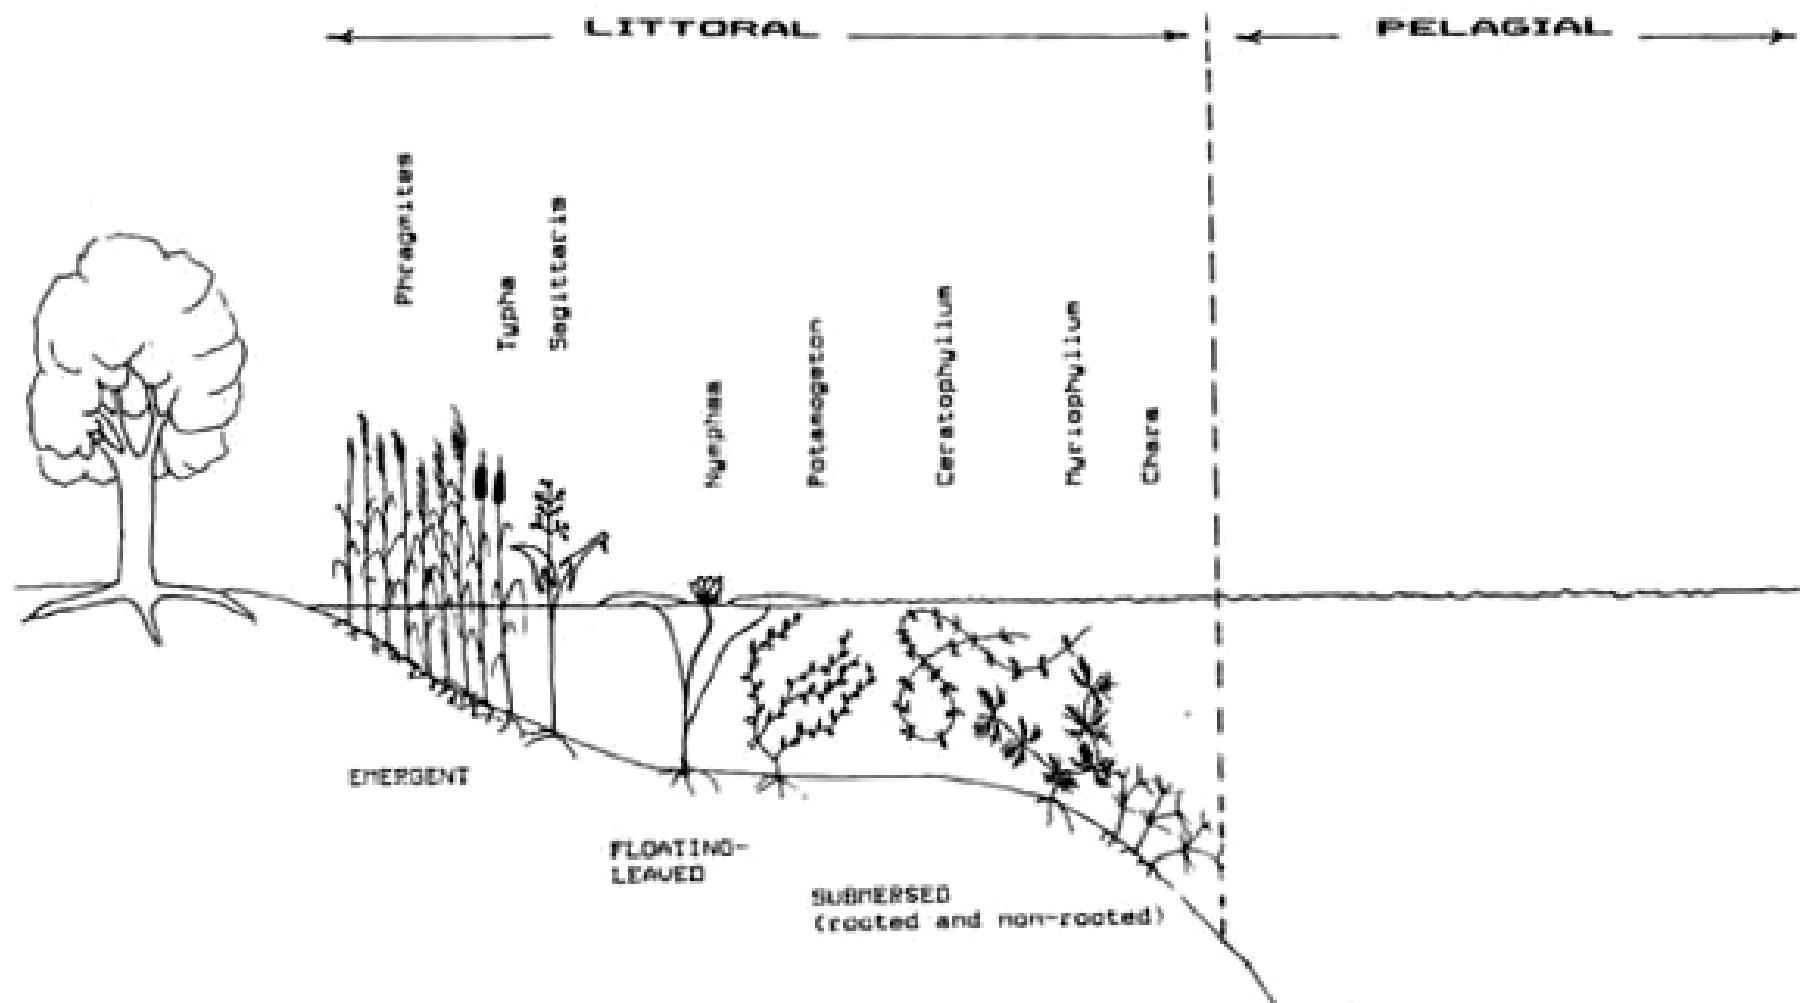 LITTORAL
PELAGIAL
Phragmites
Typha
Sagittaria
Nymphaea
Potamogeton
Ceratophyllum
Myriophyllum
Chara
EMERGENT
FLOATING-
LEAVED
SUBMERSED
(rooted and non-rooted)